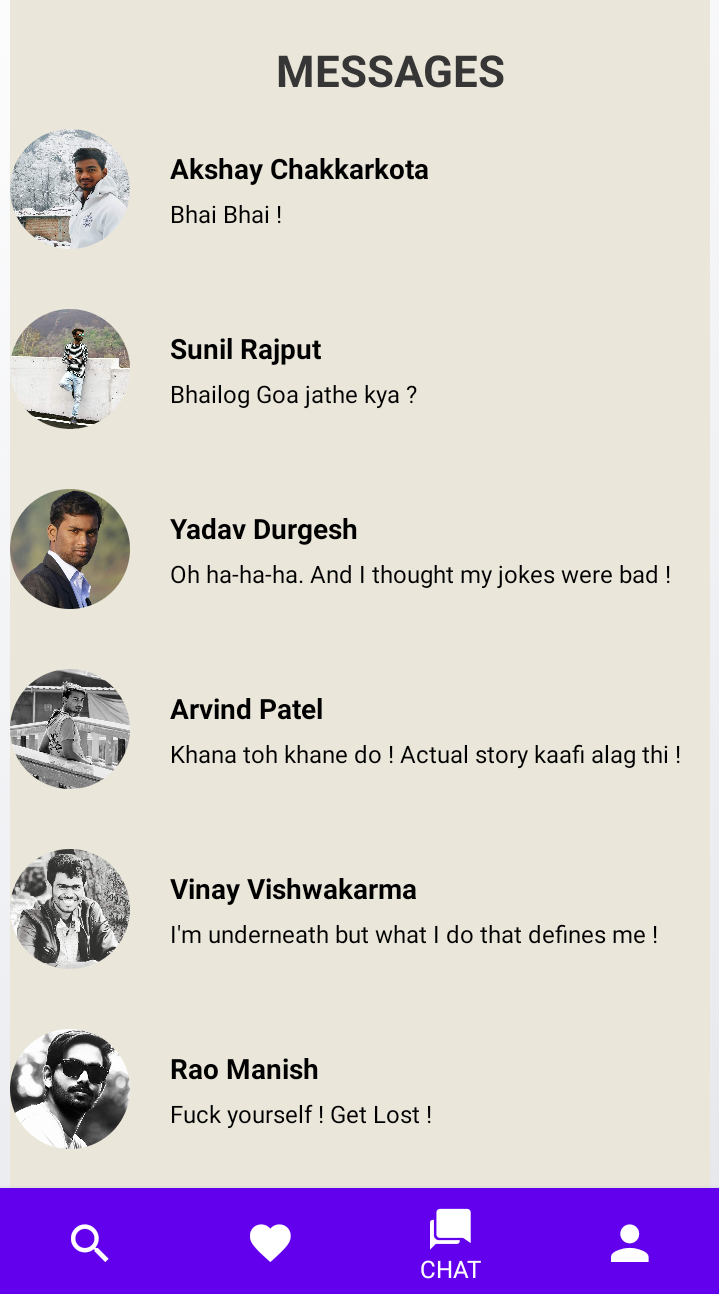 MESSAGES
Akshay Chakkarkota
Bhai Bhai !
Sunil Rajput
Bhailog Goa jathe kya ?
Yadav Durgesh
Oh ha-ha-ha. And I thought my jokes were bad !
Arvind Patel
Khana toh khane do ! Actual story kaafi alag thi !
Vinay Vishwakarma
I'm underneath but what I do that defines me !
Rao Manish
Fuck yourself ! Get Lost !
CHAT